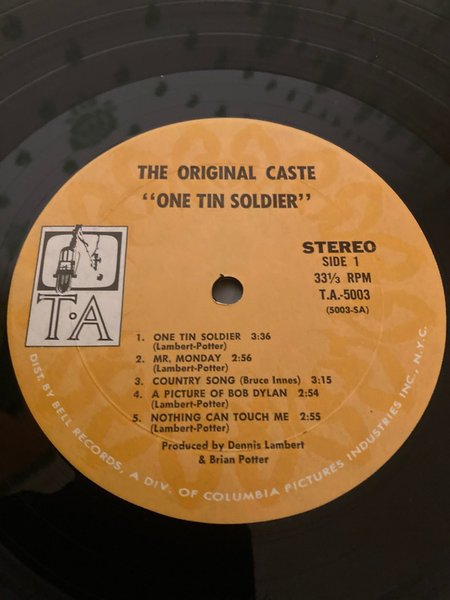 THE ORIGINAL CASTE
“ONE TIN SOLDIER”
STEREO
SIDE 1
33⅓ RPM
T.A.-5003
(5003-SA)
T·A
1. ONE TIN SOLDIER 3:36
(Lambert-Potter)
2. MR. MONDAY 2:56
(Lambert-Potter)
3. COUNTRY SONG (Bruce Innes) 3:15
4. A PICTURE OF BOB DYLAN 2:54
(Lambert-Potter)
5. NOTHING CAN TOUCH ME 2:55
(Lambert-Potter)
Produced by Dennis Lambert
& Brian Potter
DIST. BY BELL RECORDS, A DIV. OF COLUMBIA PICTURES INDUSTRIES INC., N.Y.C.